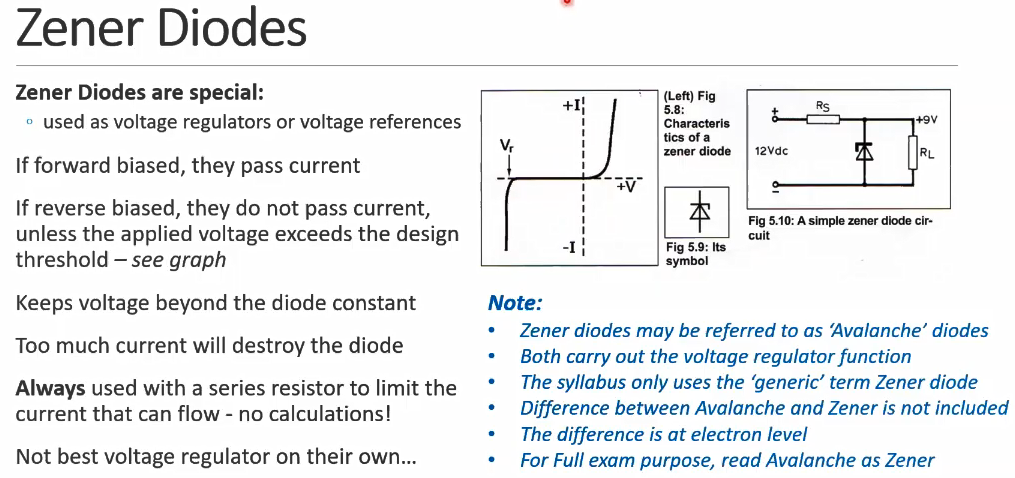 Zener Diodes
Zener Diodes are special:
used as voltage regulators or voltage references
If forward biased, they pass current
If reverse biased, they do not pass current,
unless the applied voltage exceeds the design
threshold – see graph
Keeps voltage beyond the diode constant
Too much current will destroy the diode
Always used with a series resistor to limit the
current that can flow - no calculations!
Not best voltage regulator on their own...
+I
Vr
+V
-I
(Left) Fig
5.8:
Characteris
tics of a
zener diode
Fig 5.9: Its
symbol
+
RS
+9V
12Vdc
RL
−
Fig 5.10: A simple zener diode cir-
cuit
Note:
• Zener diodes may be referred to as ‘Avalanche’ diodes
• Both carry out the voltage regulator function
• The syllabus only uses the ‘generic’ term Zener diode
• Difference between Avalanche and Zener is not included
• The difference is at electron level
• For Full exam purpose, read Avalanche as Zener